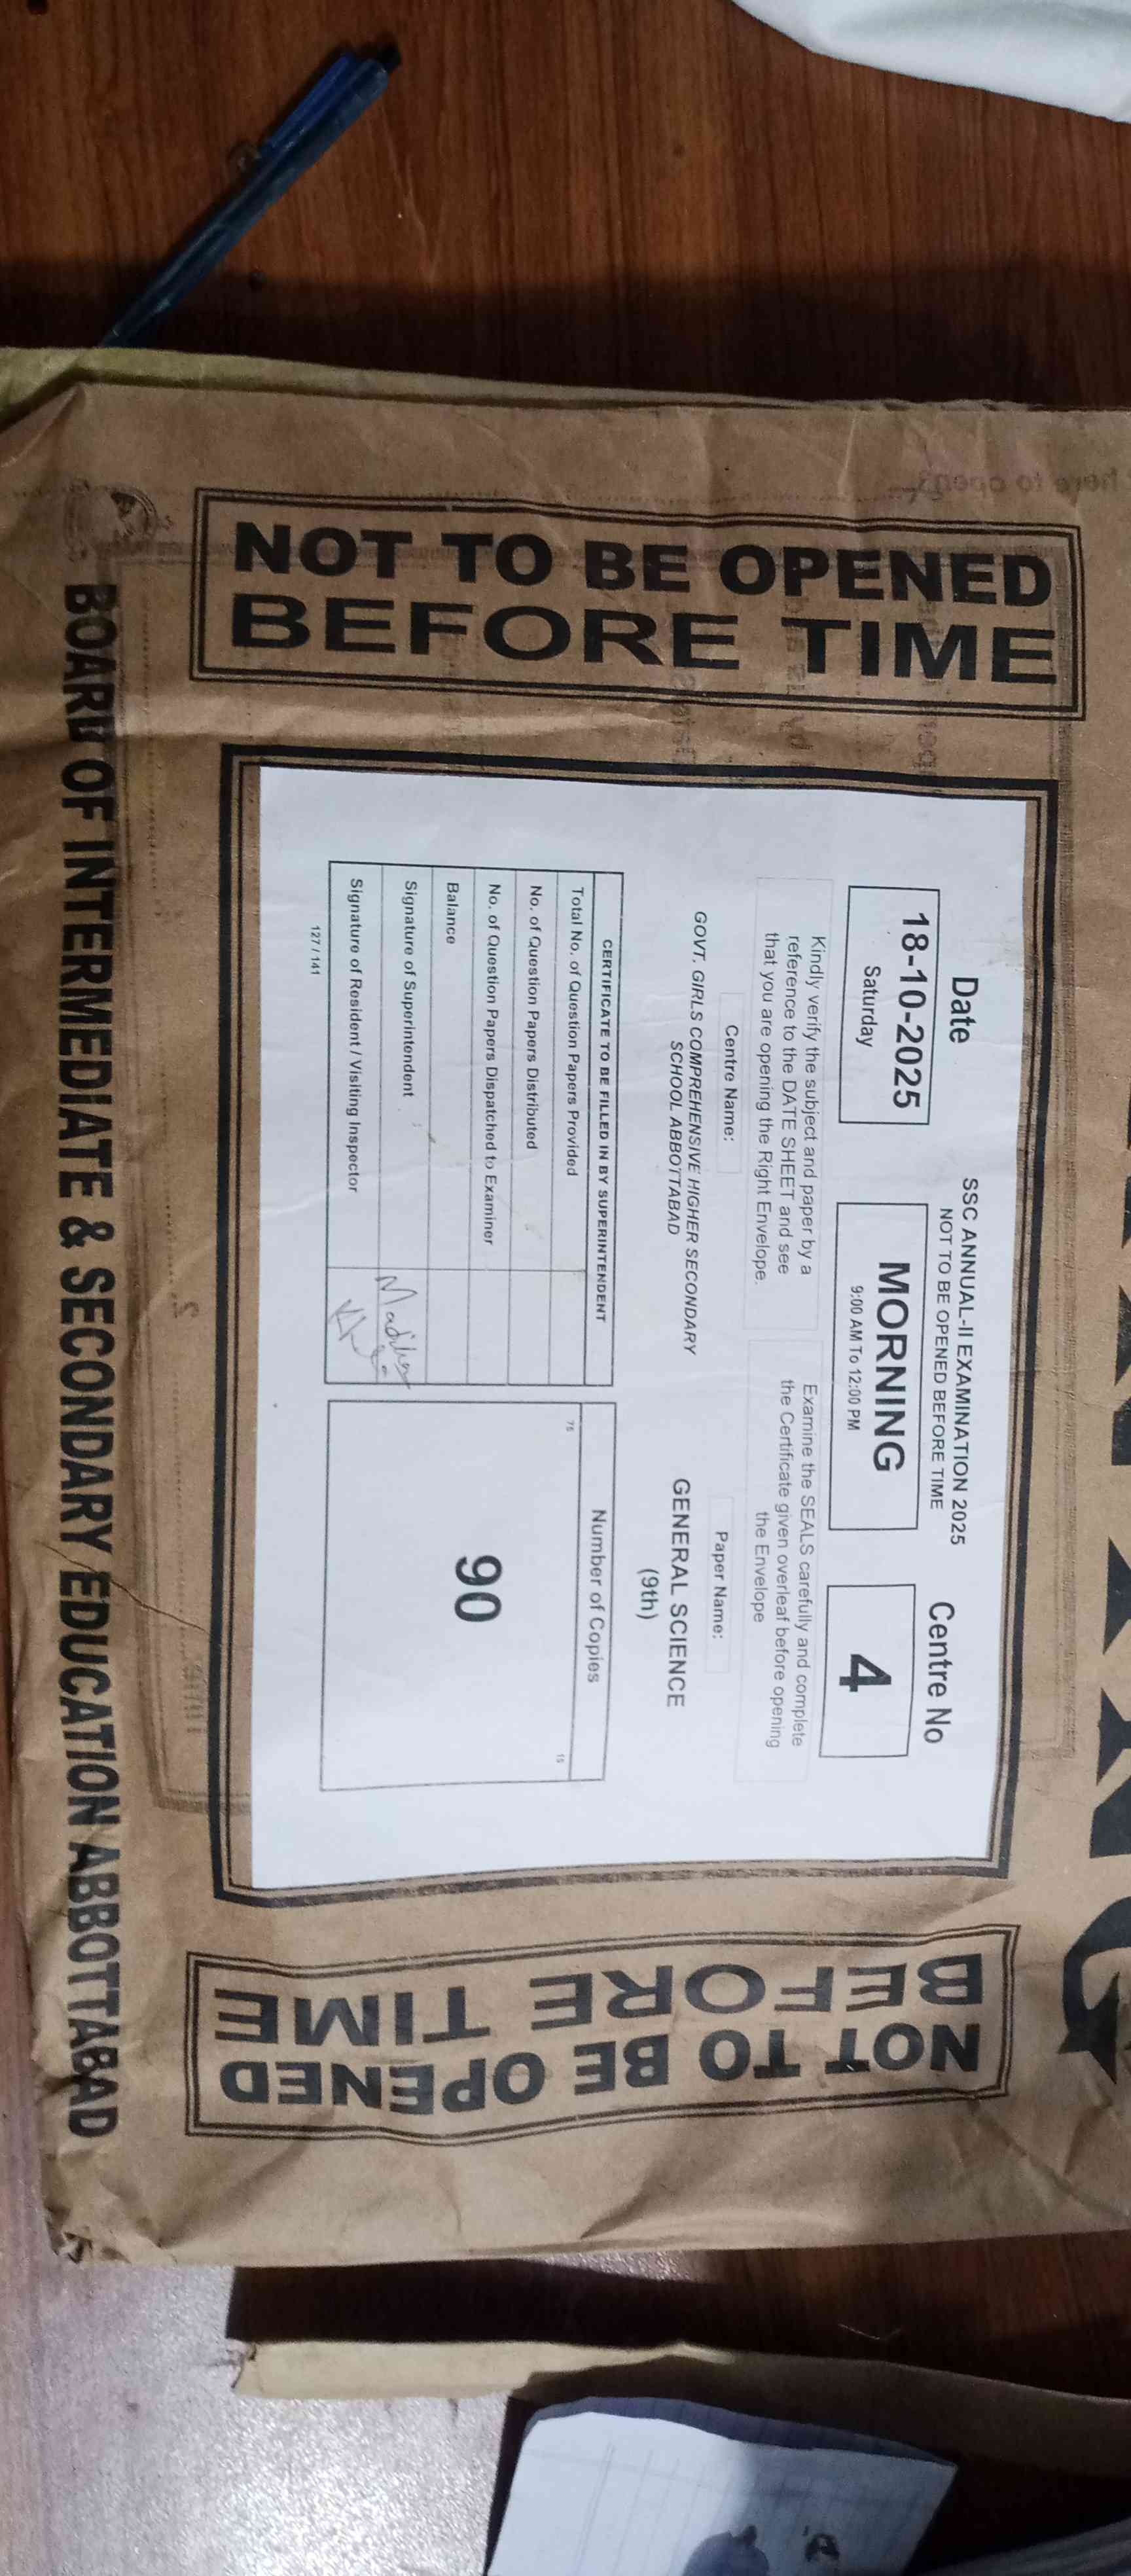 NOT TO BE OPENED
BEFORE TIME
SSC ANNUAL-II EXAMINATION 2025
NOT TO BE OPENED BEFORE TIME
Date
18-10-2025
Saturday
MORNING
9:00 AM To 12:00 PM
Centre No
4
Kindly verify the subject and paper by a
reference to the DATE SHEET and see
that you are opening the Right Envelope.
Examine the SEALS carefully and complete
the Certificate given overleaf before opening
the Envelope
Centre Name:
GOVT. GIRLS COMPREHENSIVE HIGHER SECONDARY
SCHOOL ABBOTTABAD
Paper Name:
GENERAL SCIENCE
(9th)
CERTIFICATE TO BE FILLED IN BY SUPERINTENDENT
Total No. of Question Papers Provided
No. of Question Papers Distributed
No. of Question Papers Dispatched to Examiner
Balance
Signature of Superintendent
Signature of Resident / Visiting Inspector
127 / 141
Number of Copies
75
15
90
NOT TO BE OPENED
BEFORE TIME
BOARD OF INTERMEDIATE & SECONDARY EDUCATION ABBOTTABAD